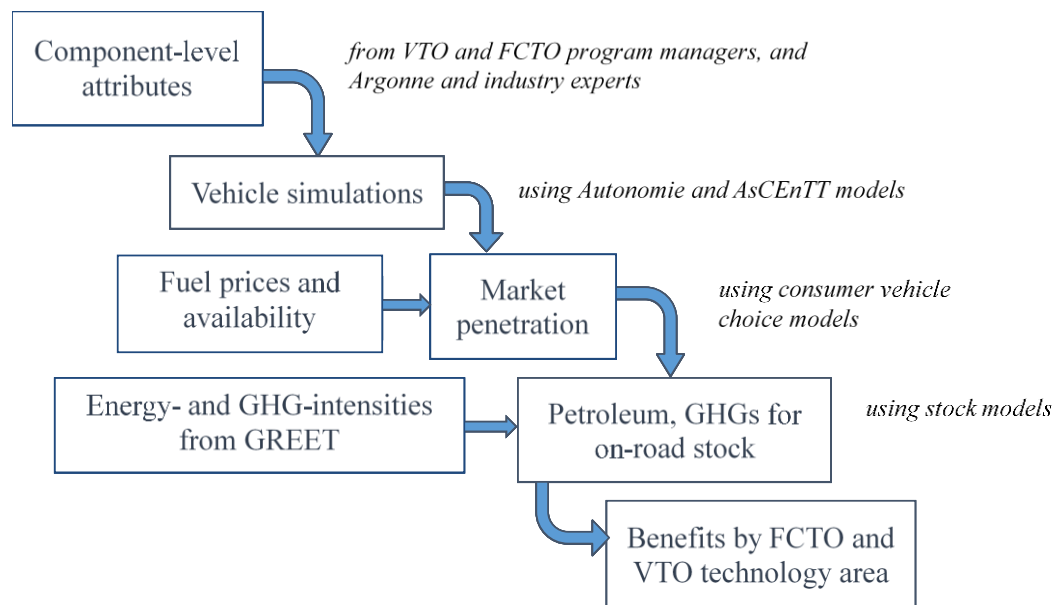 Component-level
attributes
from VTO and FCTO program managers, and
Argonne and industry experts
Vehicle simulations
using Autonomie and AsCEnTT models
Fuel prices and
availability
Market
penetration
using consumer vehicle
choice models
Energy- and GHG-intensities
from GREET
Petroleum, GHGs for
on-road stock
using stock models
Benefits by FCTO and
VTO technology area